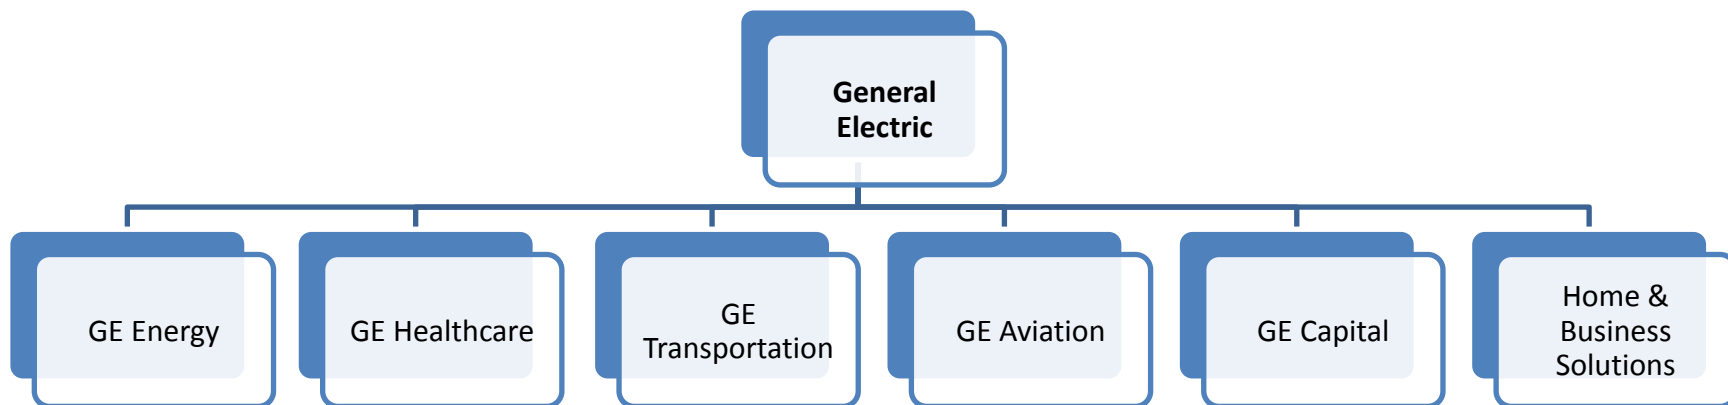 General
Electric
GE Energy
GE Healthcare
GE
Transportation
GE Aviation
GE Capital
Home &
Business
Solutions